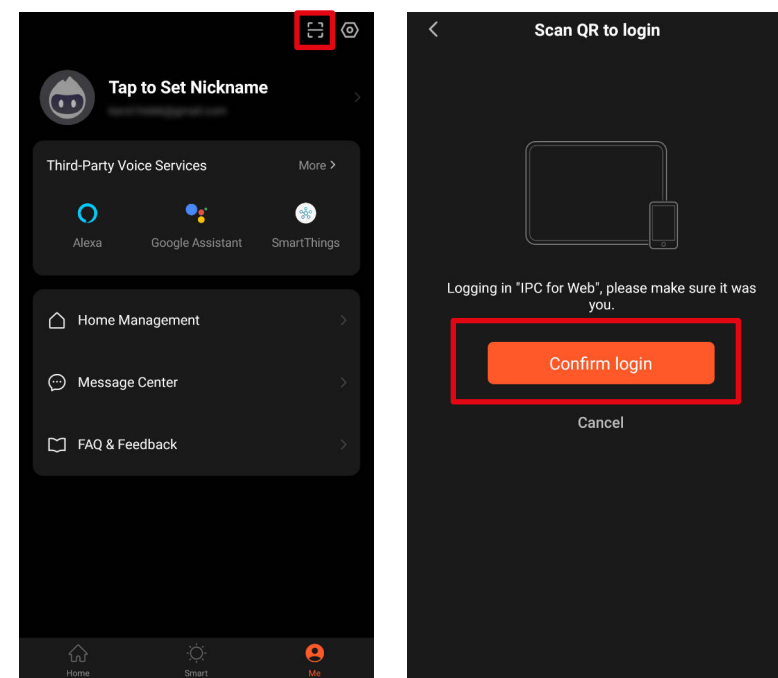 Tap to Set Nickname
Third-Party Voice Services
More >
Alexa
Google Assistant
SmartThings
Home Management
Message Center
FAQ & Feedback
Home
Smart
Me
Scan QR to login
Logging in "IPC for Web", please make sure it was
you.
Confirm login
Cancel